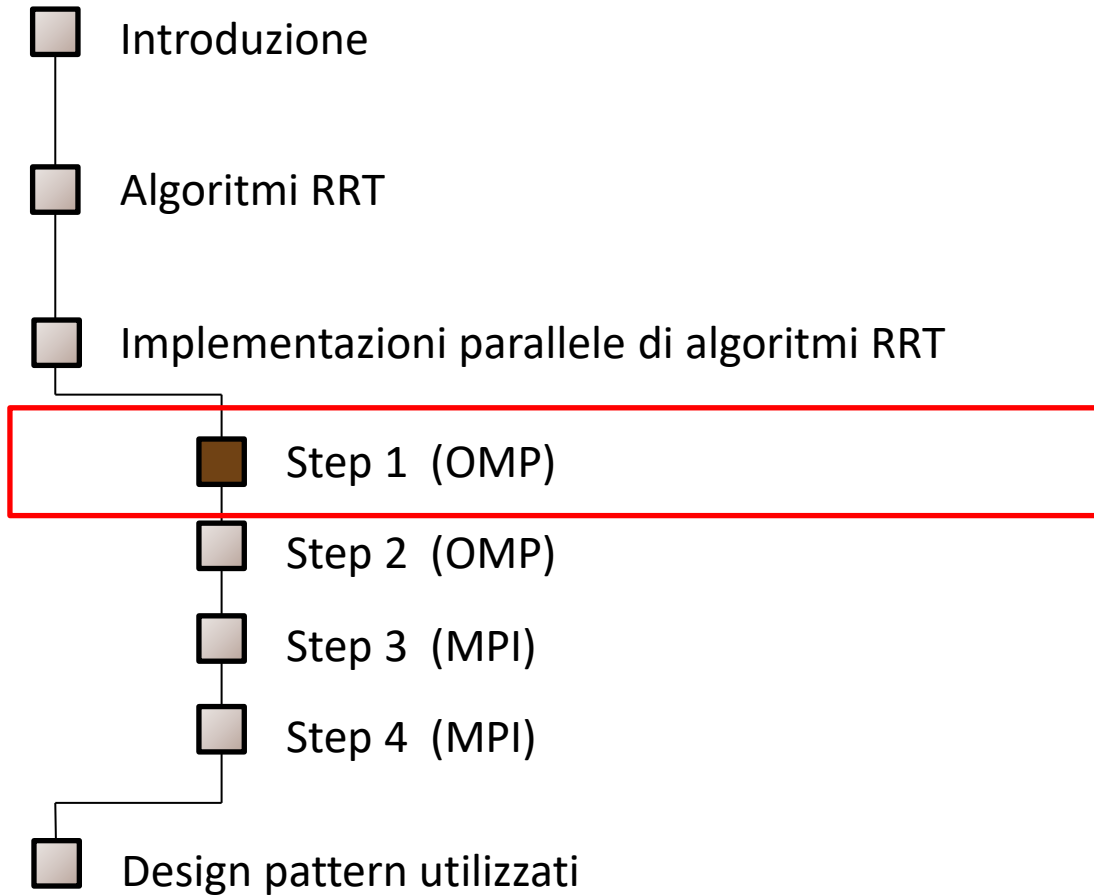 Introduzione
Algoritmi RRT
Implementazioni parallele di algoritmi RRT
Step 1 (OMP)
Step 2 (OMP)
Step 3 (MPI)
Step 4 (MPI)
Design pattern utilizzati